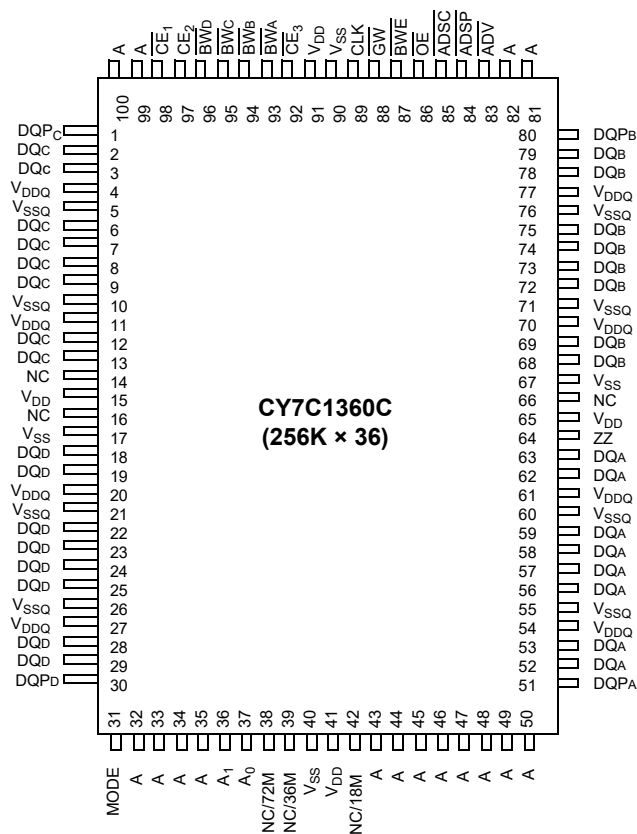 A A CE1 CE2 BWD BWC BWB BWA CE3 VDD VSS CLK GW BWE OE ADSC ADSP ADV A A
100 99 98 97 96 95 94 93 92 91 90 89 88 87 86 85 84 83 82 81
DQPC 1 80 DQPB
DQC 2 79 DQB
DQc 3 78 DQB
VDDQ 4 77 VDDQ
VSSQ 5 76 VSSQ
DQC 6 75 DQB
DQC 7 74 DQB
DQC 8 73 DQB
DQC 9 72 DQB
VSSQ 10 71 VSSQ
VDDQ 11 70 VDDQ
DQC 12 69 DQB
DQC 13 68 DQB
NC 14 67 VSS
VDD 15 66 NC
NC 16 65 VDD
VSS 17 64 ZZ
DQD 18 63 DQA
DQD 19 62 DQA
VDDQ 20 61 VDDQ
VSSQ 21 60 VSSQ
DQD 22 59 DQA
DQD 23 58 DQA
DQD 24 57 DQA
DQD 25 56 DQA
VSSQ 26 55 VSSQ
VDDQ 27 54 VDDQ
DQD 28 53 DQA
DQD 29 52 DQA
DQPD 30 51 DQPA
CY7C1360C
(256K × 36)
31 32 33 34 35 36 37 38 39 40 41 42 43 44 45 46 47 48 49 50
MODE A A A A A1 A0 NC/72M NC/36M VSS VDD NC/18M A A A A A A A A